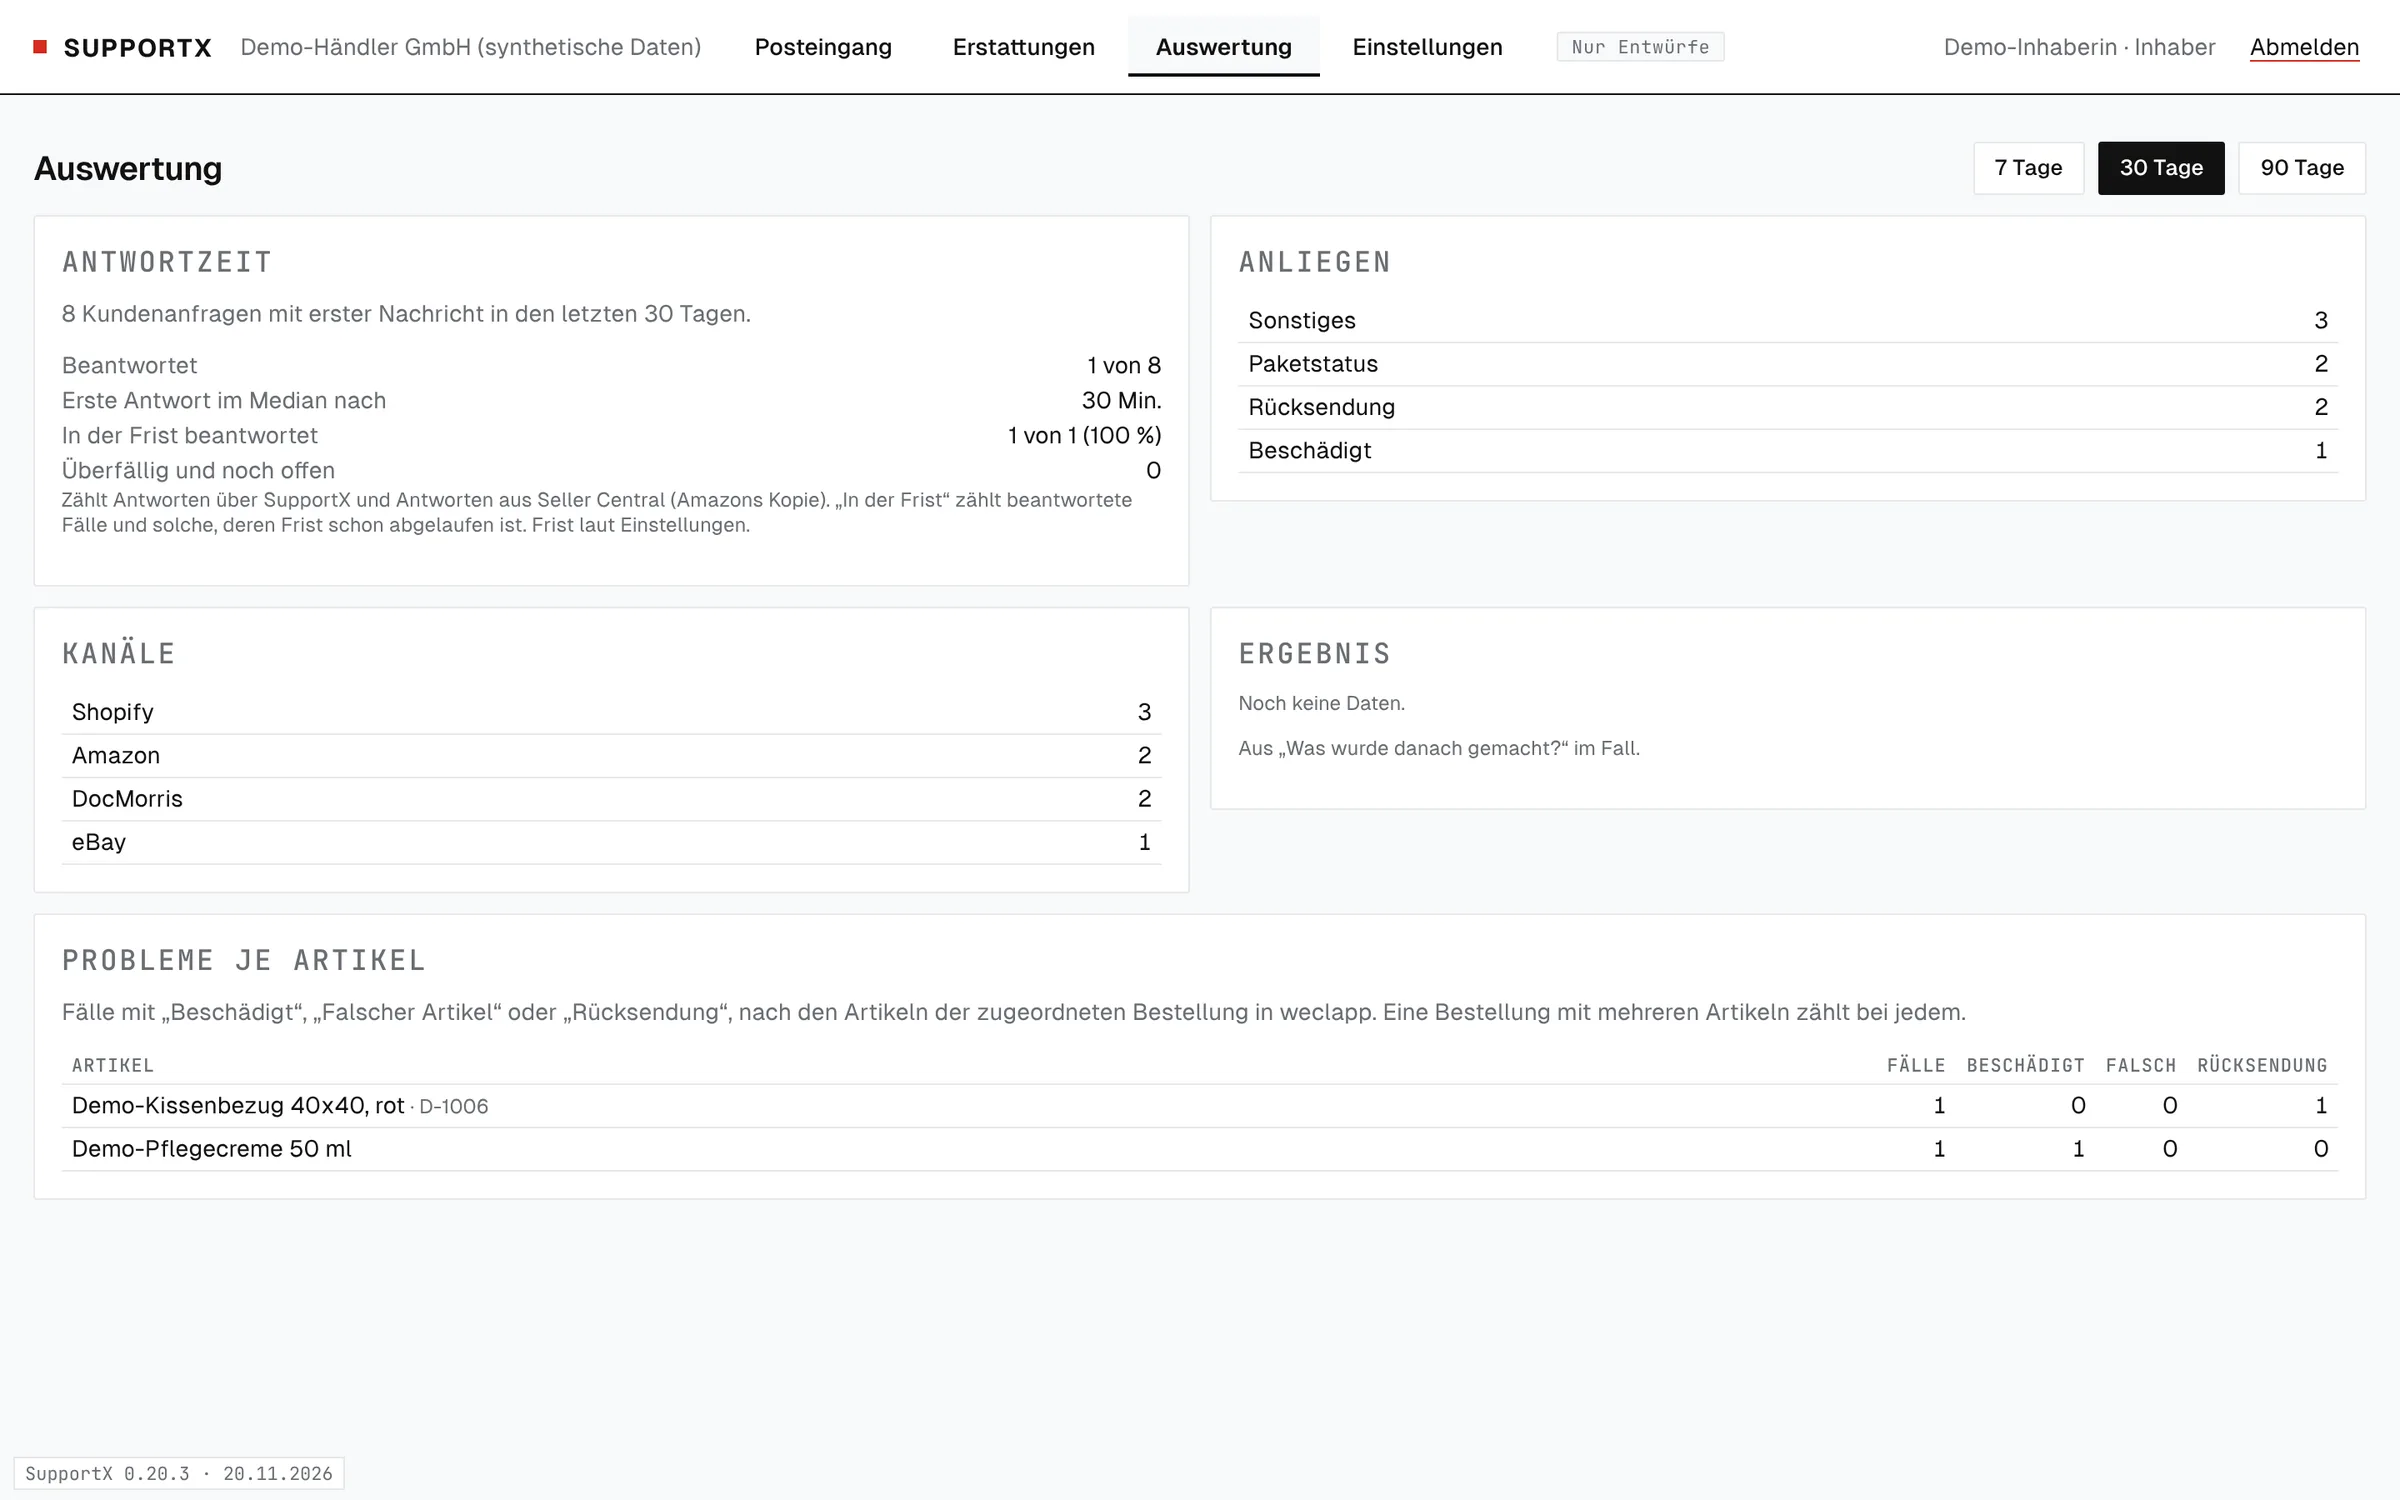 SUPPORTX Demo-Händler GmbH (synthetische Daten) Posteingang Erstattungen Auswertung Einstellungen Nur Entwürfe Demo-Inhaberin · Inhaber Abmelden
Auswertung 7 Tage 30 Tage 90 Tage
ANTWORTZEIT
8 Kundenanfragen mit erster Nachricht in den letzten 30 Tagen.
Beantwortet 1 von 8
Erste Antwort im Median nach 30 Min.
In der Frist beantwortet 1 von 1 (100 %)
Überfällig und noch offen 0
Zählt Antworten über SupportX und Antworten aus Seller Central (Amazons Kopie). „In der Frist“ zählt beantwortete
Fälle und solche, deren Frist schon abgelaufen ist. Frist laut Einstellungen.
ANLIEGEN
Sonstiges 3
Paketstatus 2
Rücksendung 2
Beschädigt 1
KANÄLE
Shopify 3
Amazon 2
DocMorris 2
eBay 1
ERGEBNIS
Noch keine Daten.
Aus „Was wurde danach gemacht?“ im Fall.
PROBLEME JE ARTIKEL
Fälle mit „Beschädigt“, „Falscher Artikel“ oder „Rücksendung“, nach den Artikeln der zugeordneten Bestellung in weclapp. Eine Bestellung mit mehreren Artikeln zählt bei jedem.
ARTIKEL FÄLLE BESCHÄDIGT FALSCH RÜCKSENDUNG
Demo-Kissenbezug 40x40, rot · D-1006 1 0 0 1
Demo-Pflegecreme 50 ml 1 1 0 0
SupportX 0.20.3 · 20.11.2026